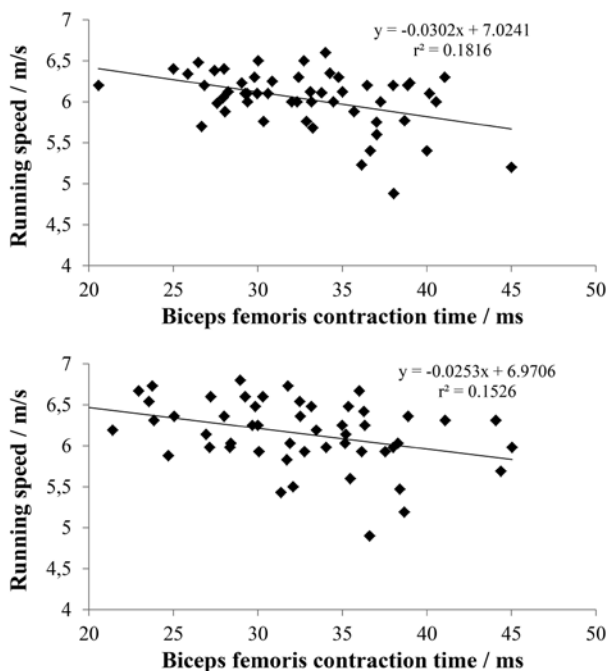 y = -0.0302x + 7.0241
r² = 0.1816
7
6,5
6
5,5
5
4,5
4
Running speed / m/s
20 25 30 35 40 45 50
Biceps femoris contraction time / ms
y = -0.0253x + 6.9706
r² = 0.1526
7
6,5
6
5,5
5
4,5
4
Running speed / m/s
20 25 30 35 40 45 50
Biceps femoris contraction time / ms